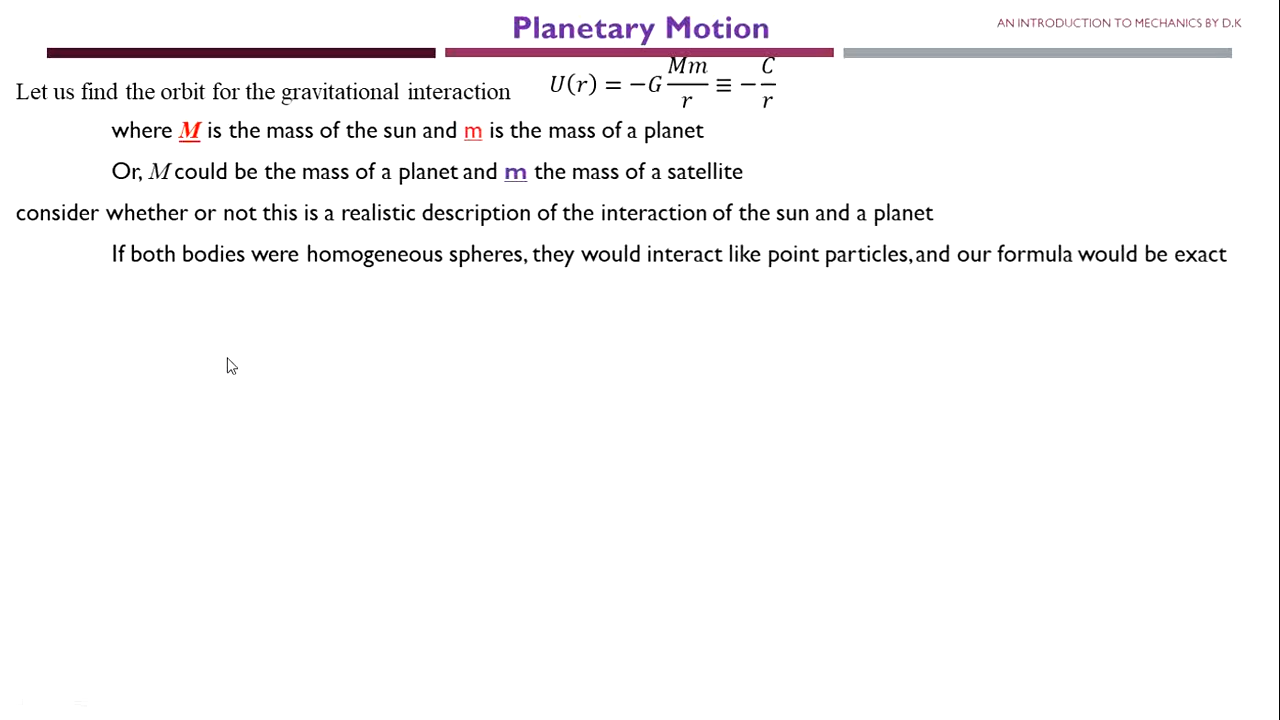 Planetary Motion
AN INTRODUCTION TO MECHANICS BY D.K
Let us find the orbit for the gravitational interaction U(r) = −G Mm/r ≡ − C/r
where M is the mass of the sun and m is the mass of a planet
Or, M could be the mass of a planet and m the mass of a satellite
consider whether or not this is a realistic description of the interaction of the sun and a planet
If both bodies were homogeneous spheres, they would interact like point particles, and our formula would be exact